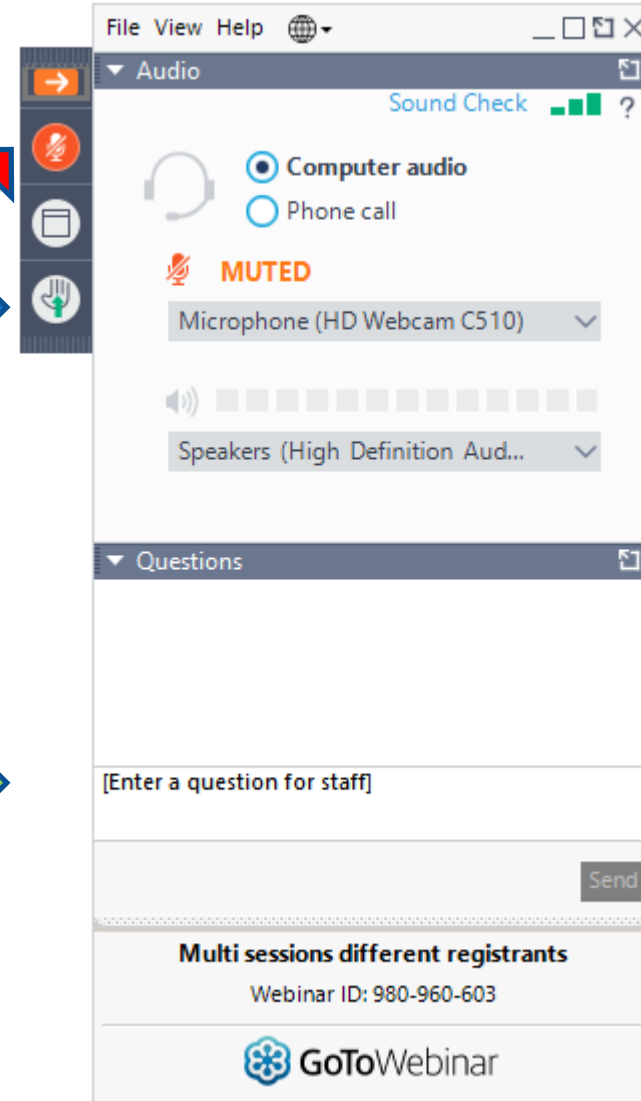 File View Help
Audio
Sound Check ?
Computer audio
Phone call
MUTED
Microphone (HD Webcam C510)
Speakers (High Definition Aud...
Questions
[Enter a question for staff]
Send
Multi sessions different registrants
Webinar ID: 980-960-603
GoToWebinar